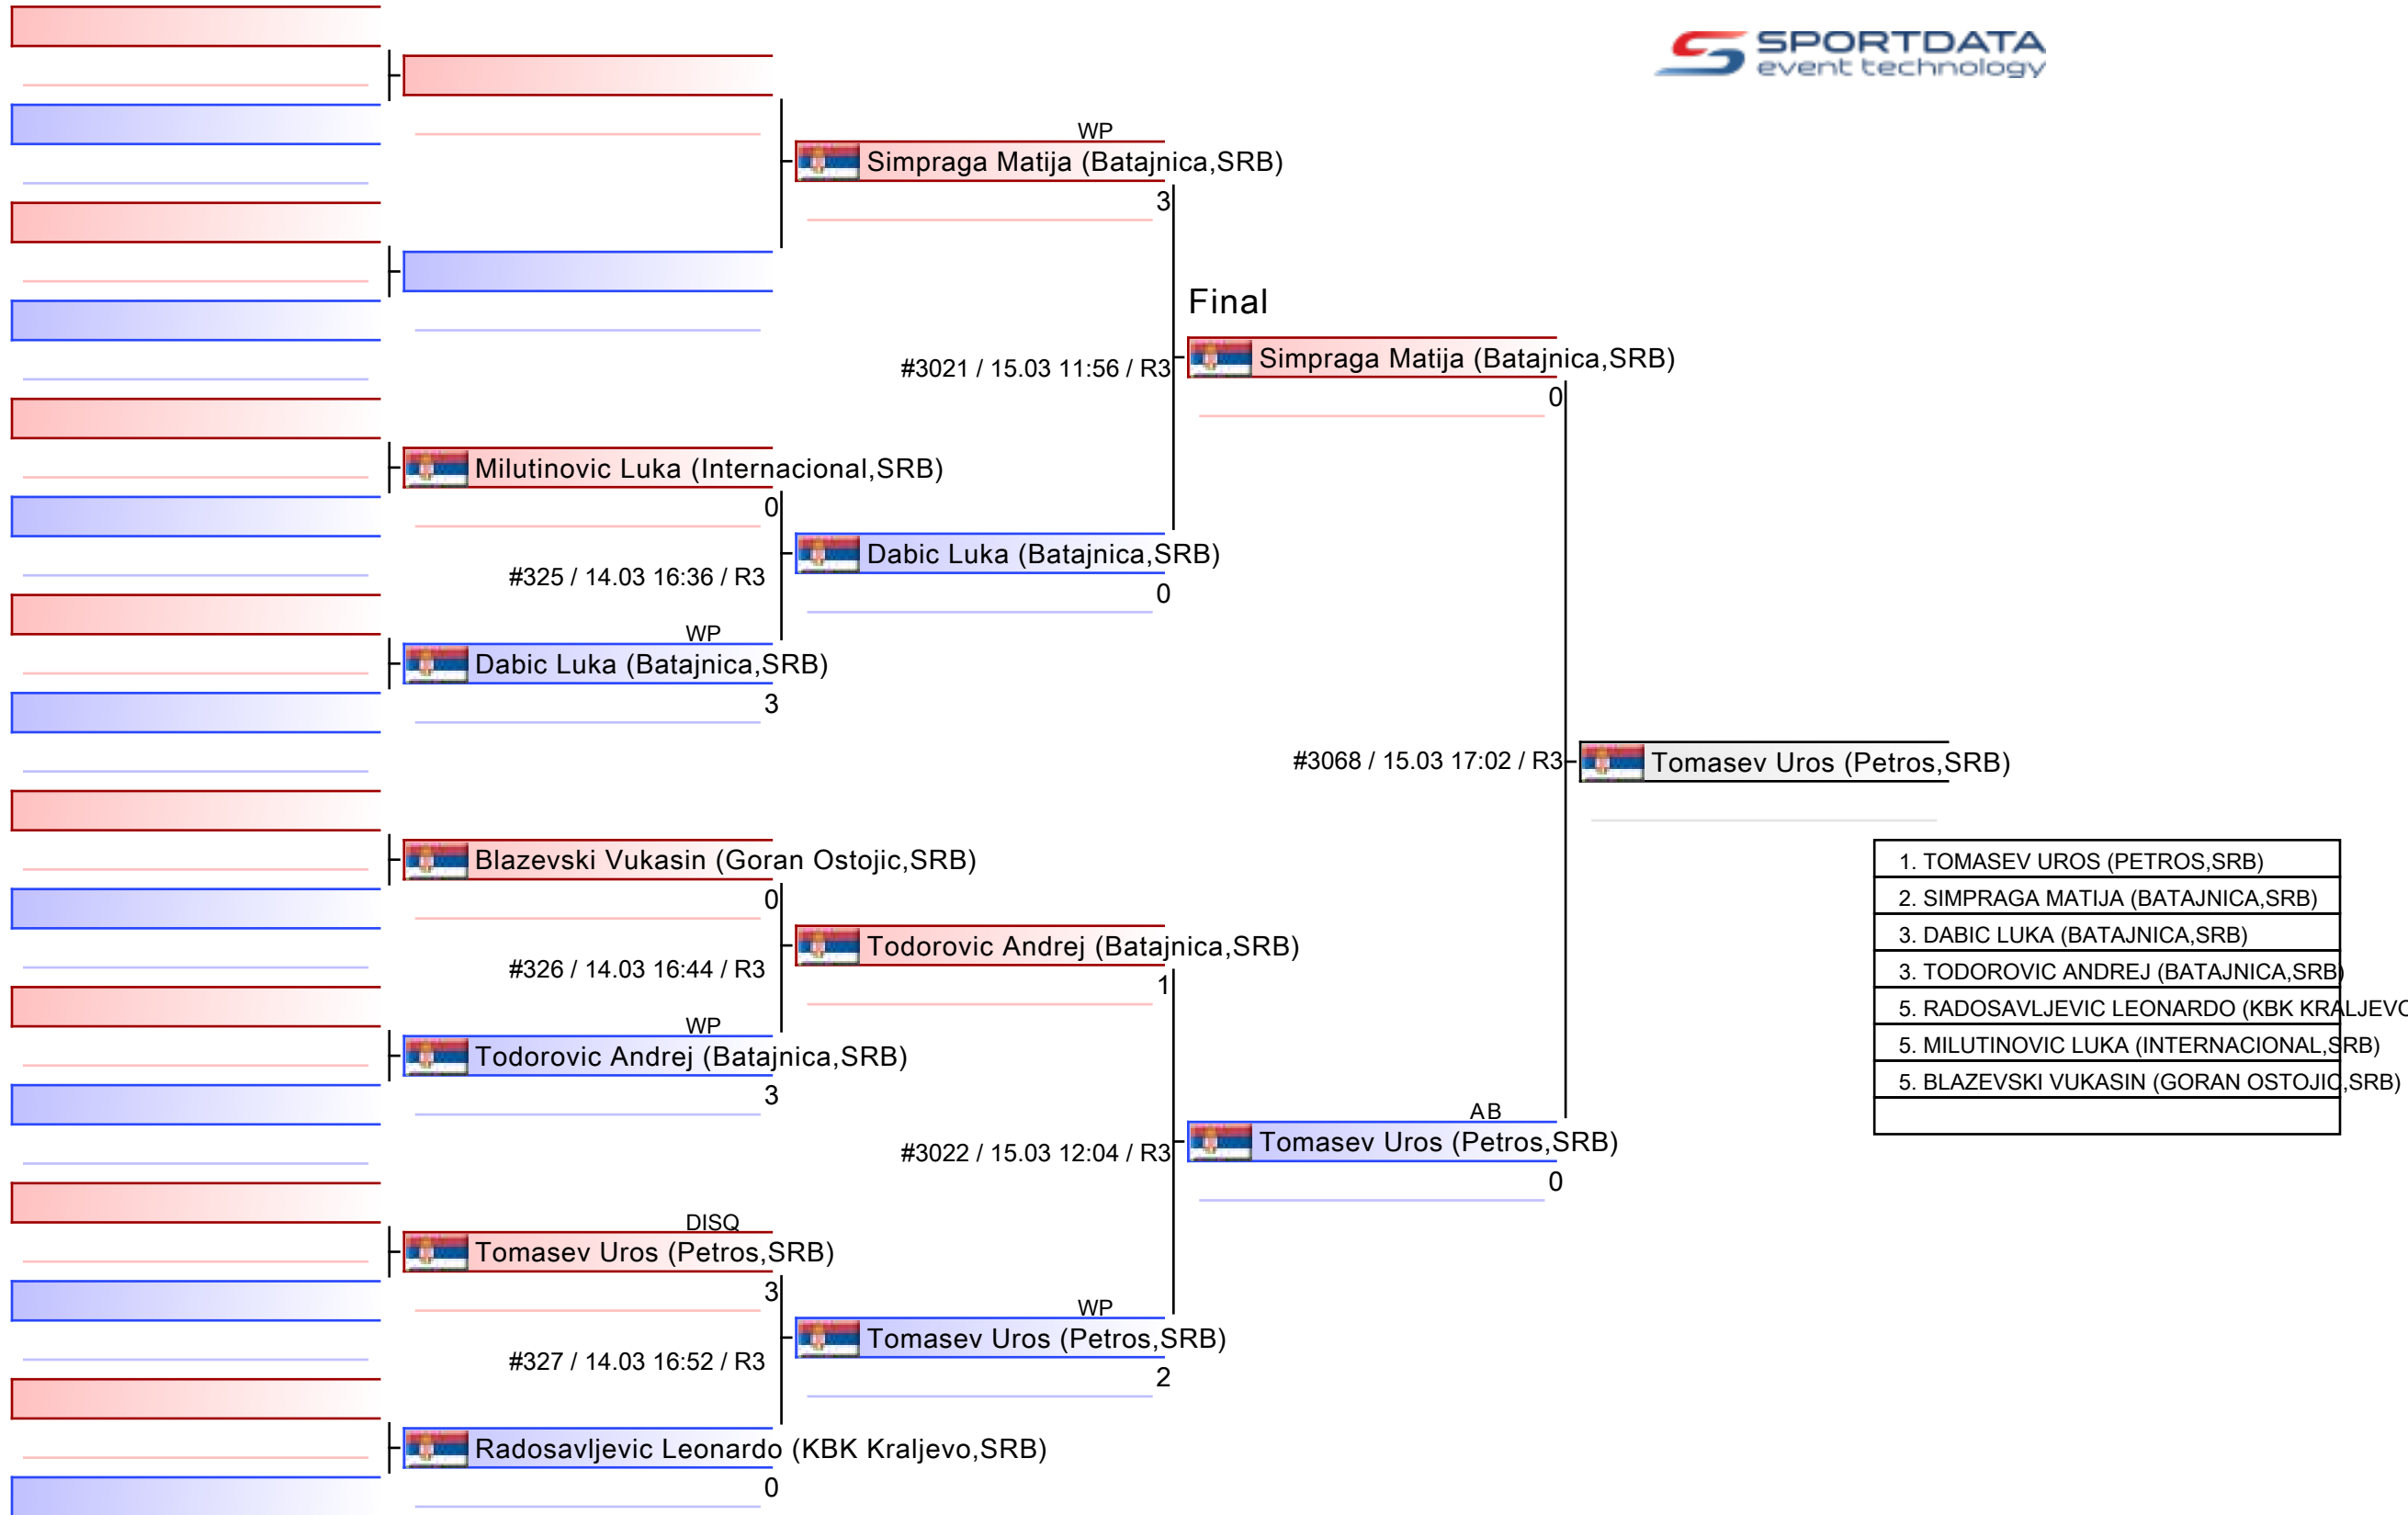 SPORTDATA
event technology
WP
Simpraga Matija (Batajnica,SRB)
3
Final
#3021 / 15.03 11:56 / R3
Simpraga Matija (Batajnica,SRB)
0
Milutinovic Luka (Internacional,SRB)
0
#325 / 14.03 16:36 / R3
Dabic Luka (Batajnica,SRB)
0
WP
Dabic Luka (Batajnica,SRB)
3
#3068 / 15.03 17:02 / R3
Tomasev Uros (Petros,SRB)
Blazevski Vukasin (Goran Ostojic,SRB)
0
#326 / 14.03 16:44 / R3
Todorovic Andrej (Batajnica,SRB)
1
WP
Todorovic Andrej (Batajnica,SRB)
3
#3022 / 15.03 12:04 / R3
AB
Tomasev Uros (Petros,SRB)
0
DISQ
Tomasev Uros (Petros,SRB)
3
#327 / 14.03 16:52 / R3
WP
Tomasev Uros (Petros,SRB)
2
Radosavljevic Leonardo (KBK Kraljevo,SRB)
0
1. TOMASEV UROS (PETROS,SRB)
2. SIMPRAGA MATIJA (BATAJNICA,SRB)
3. DABIC LUKA (BATAJNICA,SRB)
3. TODOROVIC ANDREJ (BATAJNICA,SRB)
5. RADOSAVLJEVIC LEONARDO (KBK KRALJEVO
5. MILUTINOVIC LUKA (INTERNACIONAL,SRB)
5. BLAZEVSKI VUKASIN (GORAN OSTOJIC,SRB)